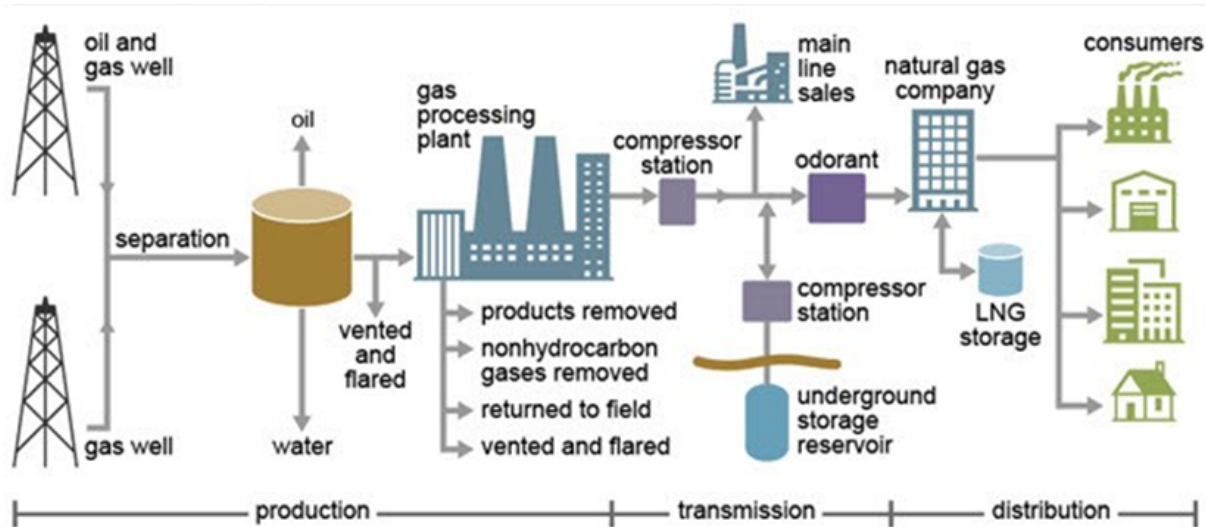 oil and
gas well
separation
gas well
oil
water
vented
and
flared
gas
processing
plant
products removed
nonhydrocarbon
gases removed
returned to field
vented and flared
compressor
station
main
line
sales
odorant
compressor
station
underground
storage
reservoir
natural gas
company
LNG
storage
consumers
production
transmission
distribution